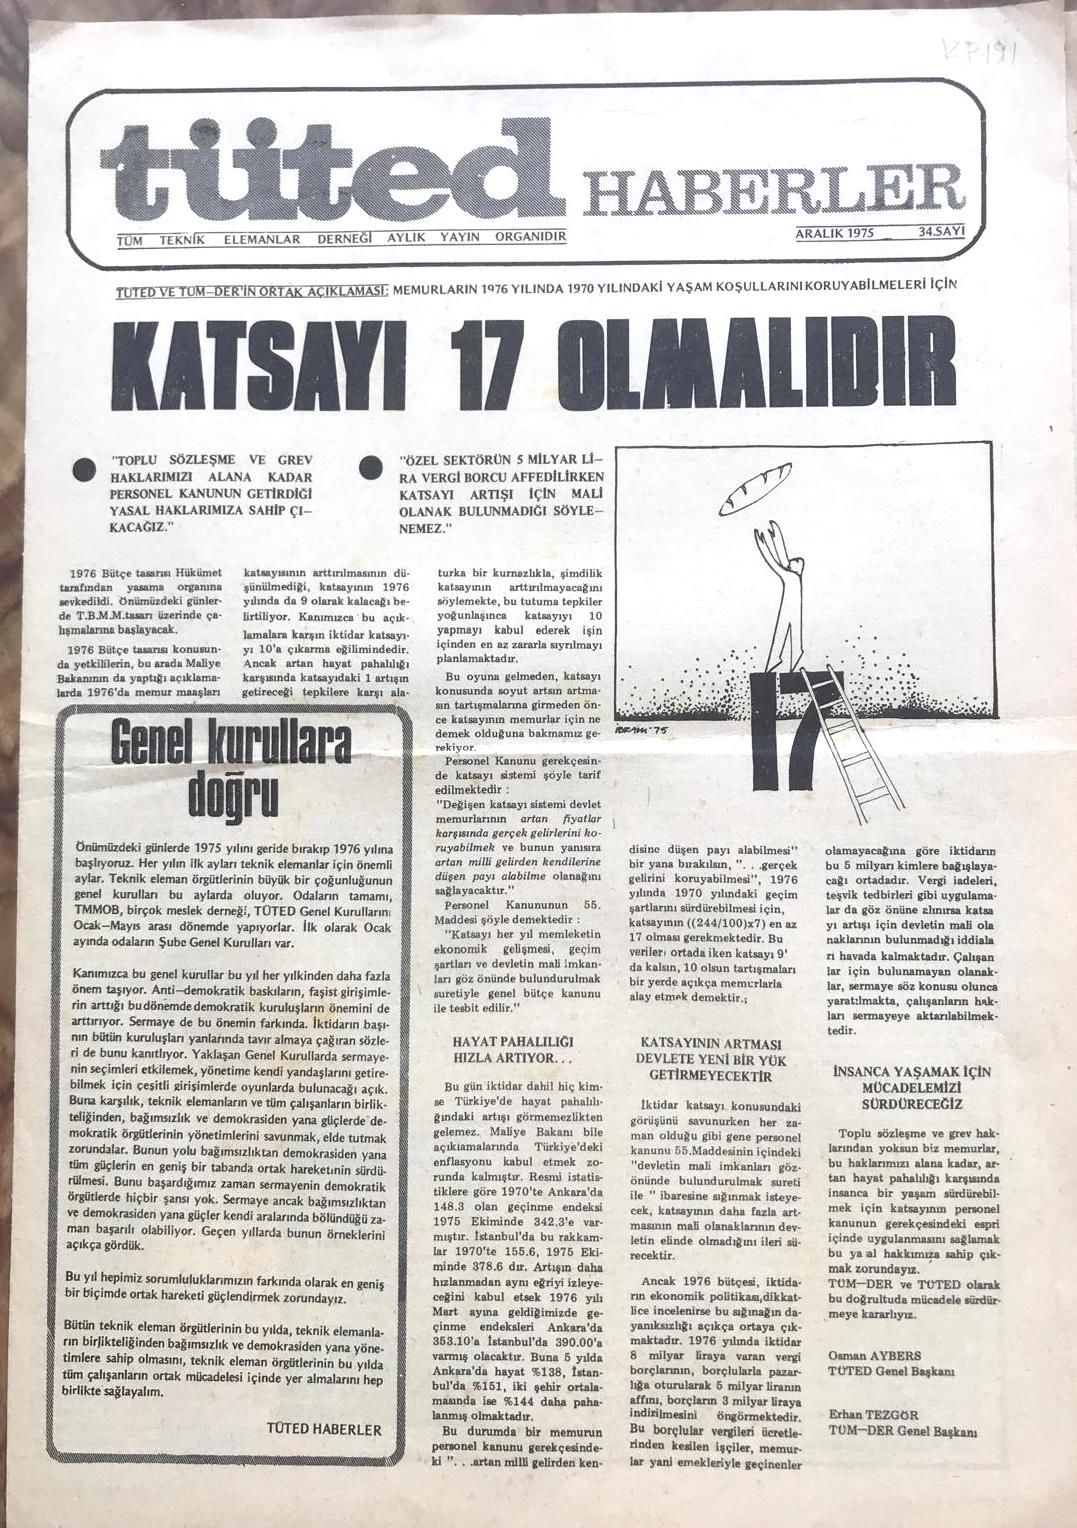 KP191
tüted HABERLER
TÜM TEKNİK ELEMANLAR DERNEĞİ AYLIK YAYIN ORGANIDIR
ARALIK 1975 34.SAYI
TÜTED VE TÜM–DER'İN ORTAK AÇIKLAMASI: MEMURLARIN 1976 YILINDA 1970 YILINDAKİ YAŞAM KOŞULLARINI KORUYABİLMELERİ İÇİN
KATSAYI 17 OLMALIDIR
"TOPLU SÖZLEŞME VE GREV
HAKLARIMIZI ALANA KADAR
PERSONEL KANUNUN GETİRDİĞİ
YASAL HAKLARIMIZA SAHİP ÇI–
KACAĞIZ."
"ÖZEL SEKTÖRÜN 5 MİLYAR Lİ–
RA VERGİ BORCU AFFEDİLİRKEN
KATSAYI ARTIŞI İÇİN MALİ
OLANAK BULUNMADIĞI SÖYLE–
NEMEZ."
1976 Bütçe tasarısı Hükümet
tarafından yasama organına
sevkedildi. Önümüzdeki günler-
de T.B.M.M.tasarı üzerinde ça-
lışmalarına başlayacak.
1976 Bütçe tasarısı konusun-
da yetkililerin, bu arada Maliye
Bakanının da yaptığı açıklama-
larda 1976'da memur maaşları
katsayısının arttırılmasının dü-
şünülmediği, katsayının 1976
yılında da 9 olarak kalacağı be-
lirtiliyor. Kanımızca bu açık-
lamalara karşın iktidar katsayı-
yı 10'a çıkarma eğilimindedir.
Ancak artan hayat pahalılığı
karşısında katsayıdaki 1 artışın
getireceği tepkilere karşı ala-
turka bir kurnazlıkla, şimdilik
katsayının arttırılmayacağını
söylemekte, bu tutuma tepkiler
yoğunlaşınca katsayıyı 10
yapmayı kabul ederek işin
içinden en az zararla sıyrılmayı
planlamaktadır.
Bu oyuna gelmeden, katsayı
konusunda soyut artsın artma-
sın tartışmalarına girmeden ön-
ce katsayının memurlar için ne
demek olduğuna bakmamız ge-
rekiyor.
Personel Kanunu gerekçesin-
de katsayı sistemi şöyle tarif
edilmektedir :
"Değişen katsayı sistemi devlet
memurlarının artan fiyatlar
karşısında gerçek gelirlerini ko-
ruyabilmek ve bunun yanısıra
artan milli gelirden kendilerine
düşen payı alabilme olanağını
sağlayacaktır."
Personel Kanununun 55.
Maddesi şöyle demektedir :
"Katsayı her yıl memleketin
ekonomik gelişmesi, geçim
şartları ve devletin mali imkan-
ları göz önünde bulundurulmak
suretiyle genel bütçe kanunu
ile tesbit edilir."
HAYAT PAHALILIĞI
HIZLA ARTIYOR...
Bu gün iktidar dahil hiç kim-
se Türkiye'de hayat pahalılı-
ğındaki artışı görmemezlikten
gelemez. Maliye Bakanı bile
açıkiamalarında Türkiye'deki
enflasyonu kabul etmek zo-
runda kalmıştır. Resmi istatis-
tiklere göre 1970'te Ankara'da
148.3 olan geçinme endeksi
1975 Ekiminde 342.3'e var-
mıştır. İstanbul'da bu rakkam-
lar 1970'te 155.6, 1975 Eki-
minde 378.6 dır. Artışın daha
hızlanmadan aynı eğriyi izleye-
ceğini kabul etsek 1976 yılı
Mart ayına geldiğimizde ge-
çinme endeksleri Ankara'da
353.10'a İstanbul'da 390.00'a
varmış olacaktır. Buna 5 yılda
Ankara'da hayat %138, İstan-
bul'da %151, iki şehir ortala-
masında ise %144 daha paha-
lanmış olmaktadır.
Bu durumda bir memurun
personel kanunu gerekçesinde-
ki "...artan milli gelirden ken-
İDRAM'75
17
disine düşen payı alabilmesi"
bir yana bırakılsın, "...gerçek
gelirini koruyabilmesi", 1976
yılında 1970 yılındaki geçim
şartlarını sürdürebilmesi için,
katsayının ((244/100)x7) en az
17 olması gerekmektedir. Bu
veriler ortada iken katsayı 9'
da kalsın, 10 olsun tartışmaları
bir yerde açıkça memurlarla
alay etmek demektir.;
KATSAYININ ARTMASI
DEVLETE YENİ BİR YÜK
GETİRMEYECEKTİR
İktidar katsayı konusundaki
görüşünü savunurken her za-
man olduğu gibi gene personel
kanunu 55.Maddesinin içindeki
"devletin mali imkanları göz-
önünde bulundurulmak sureti
ile " ibaresine sığınmak isteye-
cek, katsayının daha fazla art-
masının mali olanaklarının dev-
letin elinde olmadığını ileri sü-
recektir.
Ancak 1976 bütçesi, iktida-
rın ekonomik politikası,dikkat-
lice incelenirse bu sığınağın da-
yanıksızlığı açıkça ortaya çık-
maktadır. 1976 yılında iktidar
8 milyar liraya varan vergi
borçlarının, borçlularla pazar-
lığa oturularak 5 milyar liranın
affını, borçların 3 milyar liraya
indirilmesini öngörmektedir.
Bu borçlular vergileri ücretle-
rinden kesilen işçiler, memur-
lar yani emekleriyle geçinenler
olamayacağına göre iktidarın
bu 5 milyarı kimlere bağışlaya-
cağı ortadadır. Vergi iadeleri,
teşvik tedbirleri gibi uygulama-
lar da göz önüne alınırsa katsa
yı artışı için devletin mali ola
naklarının bulunmadığı iddiala
rı havada kalmaktadır. Çalışan
lar için bulunamayan olanak-
lar, sermaye söz konusu olunca
yaratılmakta, çalışanların hak-
ları sermayeye aktarılabilmek-
tedir.
İNSANCA YAŞAMAK İÇİN
MÜCADELEMİZİ
SÜRDÜRECEĞİZ
Toplu sözleşme ve grev hak-
larından yoksun biz memurlar,
bu haklarımızı alana kadar, ar-
tan hayat pahalılığı karşısında
insanca bir yaşam sürdürebil-
mek için katsayının personel
kanunun gerekçesindeki espri
içinde uygulanmasını sağlamak
bu ya al hakkımıza sahip çık-
mak zorundayız.
TÜM–DER ve TÜTED olarak
bu doğrultuda mücadele sürdür-
meye kararlıyız.
Osman AYBERS
TÜTED Genel Başkanı
Erhan TEZGÖR
TÜM–DER Genel Başkanı
Genel kurullara
doğru
Önümüzdeki günlerde 1975 yılını geride bırakıp 1976 yılına
başlıyoruz. Her yılın ilk ayları teknik elemanlar için önemli
aylar. Teknik eleman örgütlerinin büyük bir çoğunluğunun
genel kurulları bu aylarda oluyor. Odaların tamamı,
TMMOB, birçok meslek derneği, TÜTED Genel Kurullarını
Ocak–Mayıs arası dönemde yapıyorlar. İlk olarak Ocak
ayında odaların Şube Genel Kurulları var.
Kanımızca bu genel kurullar bu yıl her yılkinden daha fazla
önem taşıyor. Anti–demokratik baskıların, faşist girişimle-
rin arttığı bu dönemde demokratik kuruluşların önemini de
arttırıyor. Sermaye de bu önemin farkında. İktidarın başı-
nın bütün kuruluşları yanlarında tavır almaya çağıran sözle-
ri de bunu kanıtlıyor. Yaklaşan Genel Kurullarda sermaye-
nin seçimleri etkilemek, yönetime kendi yandaşlarını getire-
bilmek için çeşitli girişimlerde oyunlarda bulunacağı açık.
Buna karşılık, teknik elemanların ve tüm çalışanların birlik-
teliğinden, bağımsızlık ve demokrasiden yana güçlerde de-
mokratik örgütlerinin yönetimlerini savunmak, elde tutmak
zorundalar. Bunun yolu bağımsızlıktan demokrasiden yana
tüm güçlerin en geniş bir tabanda ortak hareketinin sürdü-
rülmesi. Bunu başardığımız zaman sermayenin demokratik
örgütlerde hiçbir şansı yok. Sermaye ancak bağımsızlıktan
ve demokrasiden yana güçler kendi aralarında bölündüğü za-
man başarılı olabiliyor. Geçen yıllarda bunun örneklerini
açıkça gördük.
Bu yıl hepimiz sorumluluklarımızın farkında olarak en geniş
bir biçimde ortak hareketi güçlendirmek zorundayız.
Bütün teknik eleman örgütlerinin bu yılda, teknik elemanla-
rın birlikteliğinden bağımsızlık ve demokrasiden yana yöne-
timlere sahip olmasını, teknik eleman örgütlerinin bu yılda
tüm çalışanların ortak mücadelesi içinde yer almalarını hep
birlikte sağlayalım.
TÜTED HABERLER